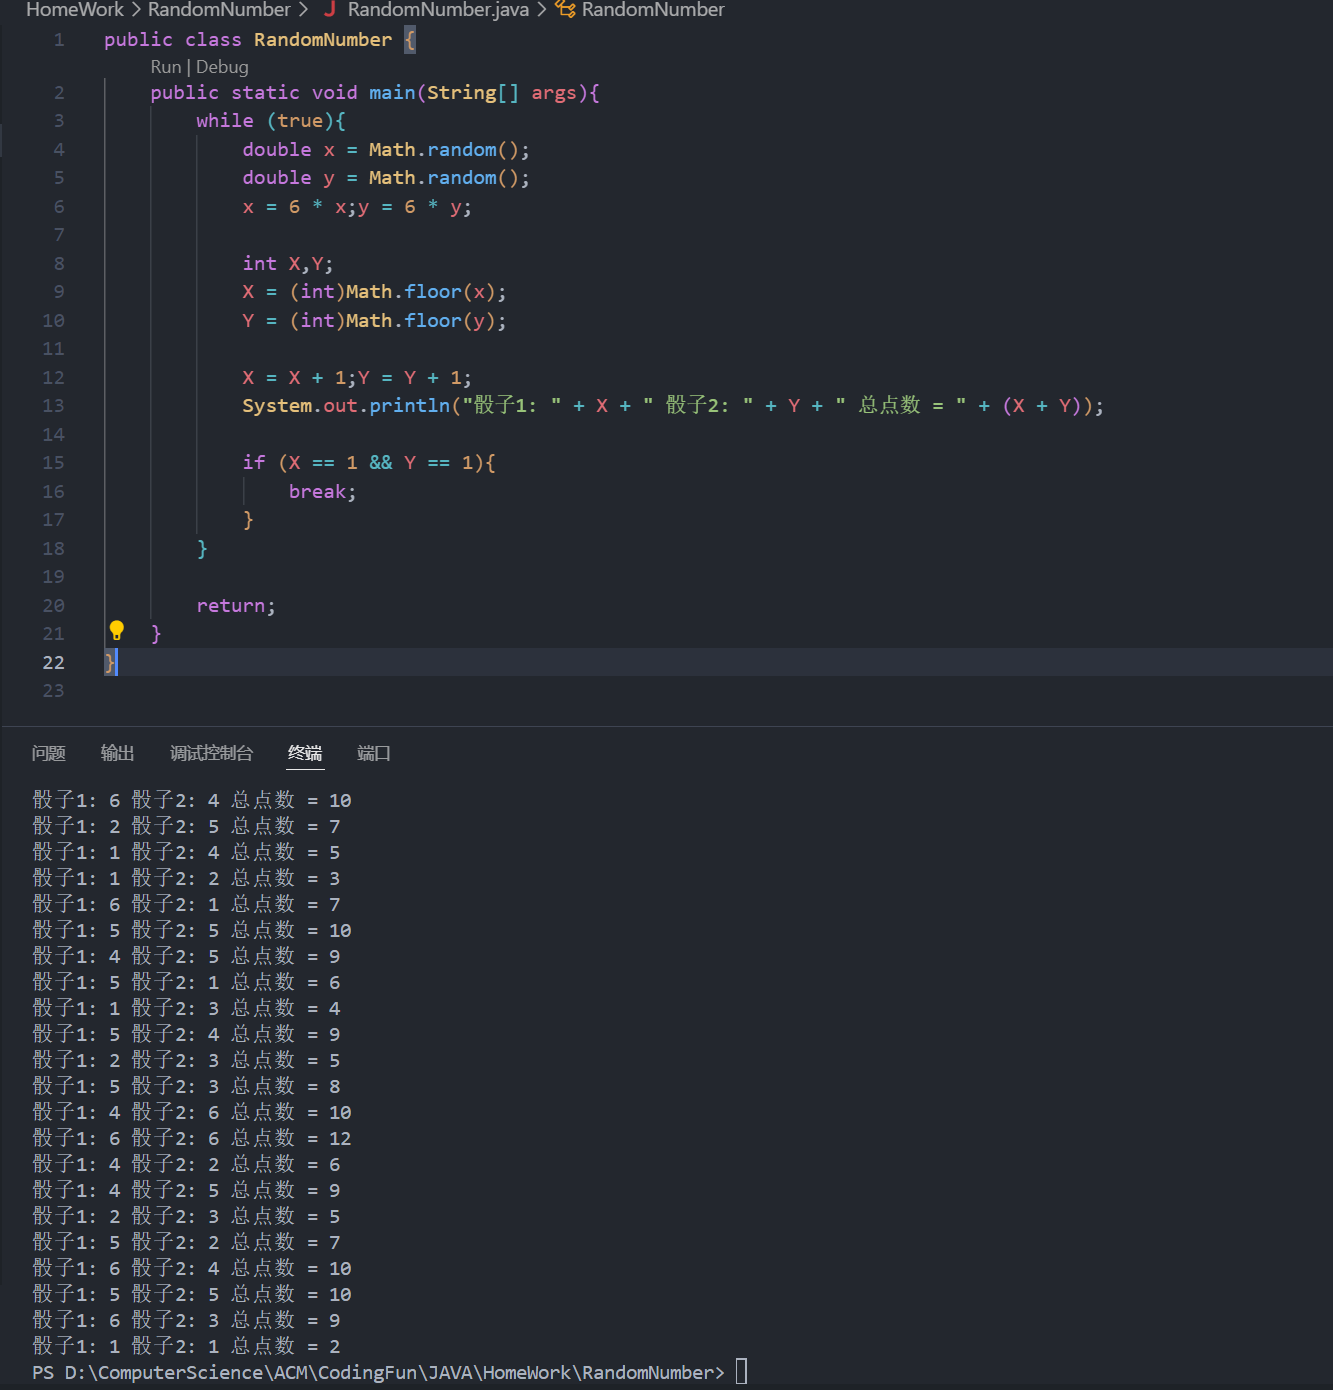 HomeWork > RandomNumber > J RandomNumber.java > RandomNumber
1 public class RandomNumber {
Run | Debug
2 public static void main(String[] args){
3 while (true){
4 double x = Math.random();
5 double y = Math.random();
6 x = 6 * x;y = 6 * y;
7
8 int X,Y;
9 X = (int)Math.floor(x);
10 Y = (int)Math.floor(y);
11
12 X = X + 1;Y = Y + 1;
13 System.out.println("骰子1: " + X + " 骰子2: " + Y + " 总点数 = " + (X + Y));
14
15 if (X == 1 && Y == 1){
16 break;
17 }
18 }
19
20 return;
21 }
22 }
23
问题 输出 调试控制台 终端 端口
骰子1: 6 骰子2: 4 总点数 = 10
骰子1: 2 骰子2: 5 总点数 = 7
骰子1: 1 骰子2: 4 总点数 = 5
骰子1: 1 骰子2: 2 总点数 = 3
骰子1: 6 骰子2: 1 总点数 = 7
骰子1: 5 骰子2: 5 总点数 = 10
骰子1: 4 骰子2: 5 总点数 = 9
骰子1: 5 骰子2: 1 总点数 = 6
骰子1: 1 骰子2: 3 总点数 = 4
骰子1: 5 骰子2: 4 总点数 = 9
骰子1: 2 骰子2: 3 总点数 = 5
骰子1: 5 骰子2: 3 总点数 = 8
骰子1: 4 骰子2: 6 总点数 = 10
骰子1: 6 骰子2: 6 总点数 = 12
骰子1: 4 骰子2: 2 总点数 = 6
骰子1: 4 骰子2: 5 总点数 = 9
骰子1: 2 骰子2: 3 总点数 = 5
骰子1: 5 骰子2: 2 总点数 = 7
骰子1: 6 骰子2: 4 总点数 = 10
骰子1: 5 骰子2: 5 总点数 = 10
骰子1: 6 骰子2: 3 总点数 = 9
骰子1: 1 骰子2: 1 总点数 = 2
PS D:\ComputerScience\ACM\CodingFun\JAVA\HomeWork\RandomNumber>